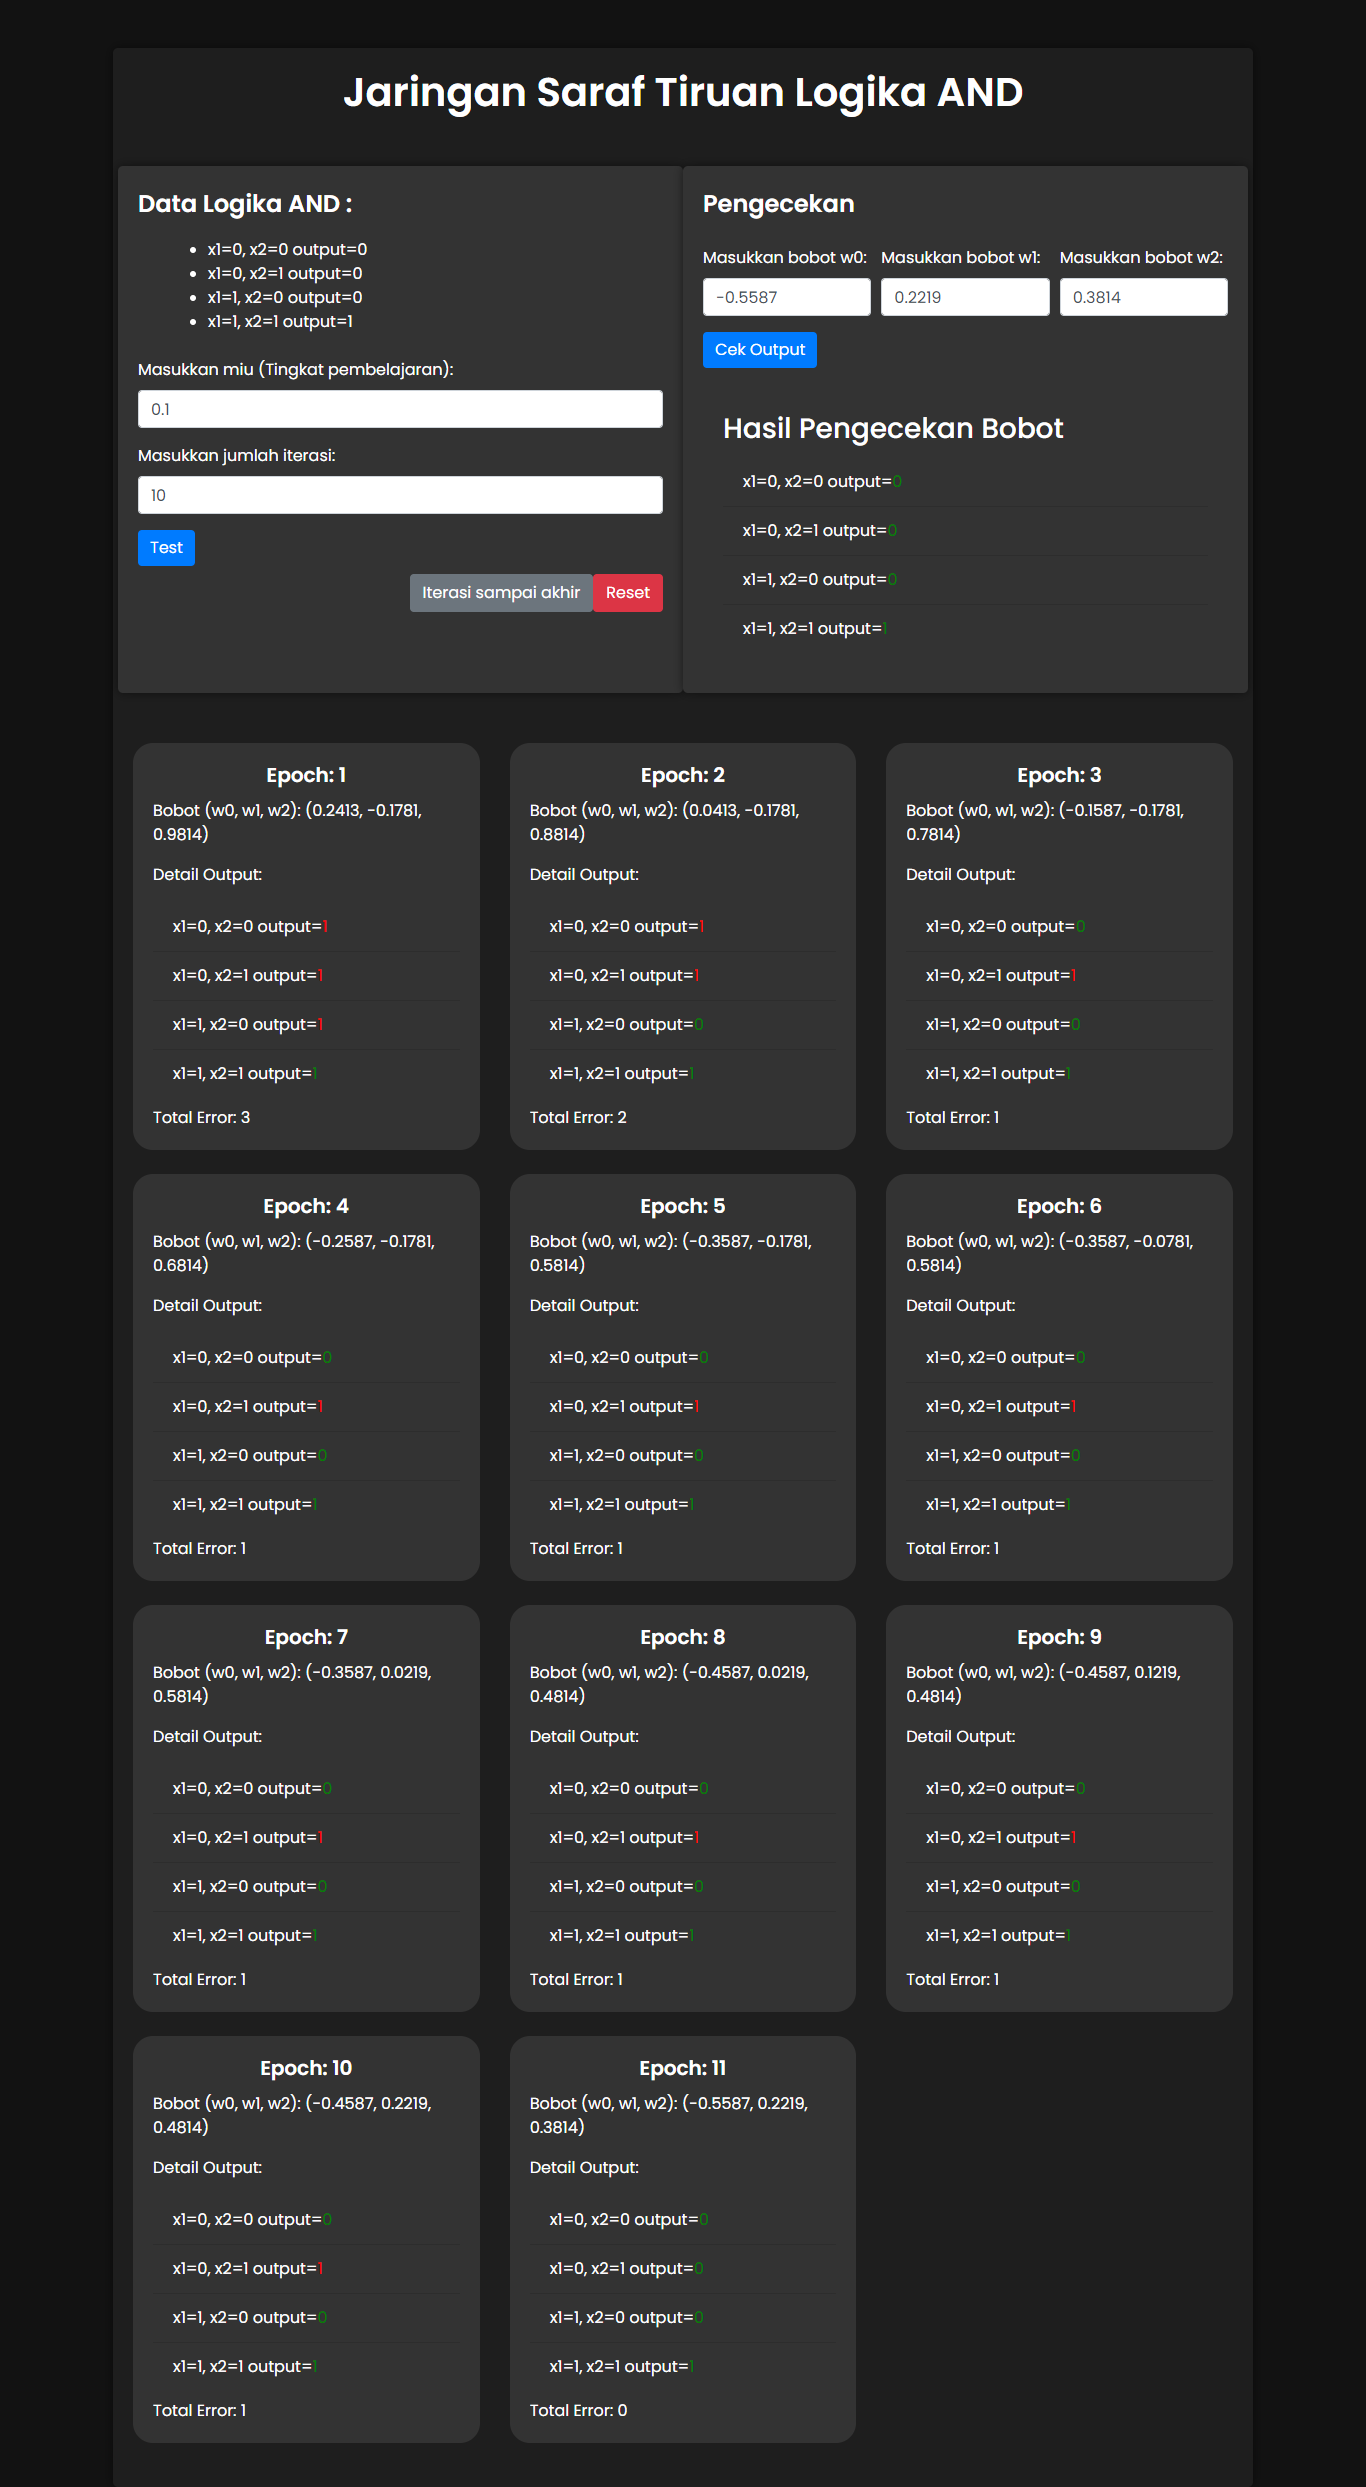 Jaringan Saraf Tiruan Logika AND
Data Logika AND :
x1=0, x2=0 output=0
x1=0, x2=1 output=0
x1=1, x2=0 output=0
x1=1, x2=1 output=1
Masukkan miu (Tingkat pembelajaran):
0.1
Masukkan jumlah iterasi:
10
Test
Iterasi sampai akhir
Reset
Pengecekan
Masukkan bobot w0: Masukkan bobot w1: Masukkan bobot w2:
-0.5587 0.2219 0.3814
Cek Output
Hasil Pengecekan Bobot
x1=0, x2=0 output=0
x1=0, x2=1 output=0
x1=1, x2=0 output=0
x1=1, x2=1 output=1
Epoch: 1
Bobot (w0, w1, w2): (0.2413, -0.1781,
0.9814)
Detail Output:
x1=0, x2=0 output=1
x1=0, x2=1 output=1
x1=1, x2=0 output=1
x1=1, x2=1 output=1
Total Error: 3
Epoch: 2
Bobot (w0, w1, w2): (0.0413, -0.1781,
0.8814)
Detail Output:
x1=0, x2=0 output=1
x1=0, x2=1 output=1
x1=1, x2=0 output=0
x1=1, x2=1 output=1
Total Error: 2
Epoch: 3
Bobot (w0, w1, w2): (-0.1587, -0.1781,
0.7814)
Detail Output:
x1=0, x2=0 output=0
x1=0, x2=1 output=1
x1=1, x2=0 output=0
x1=1, x2=1 output=1
Total Error: 1
Epoch: 4
Bobot (w0, w1, w2): (-0.2587, -0.1781,
0.6814)
Detail Output:
x1=0, x2=0 output=0
x1=0, x2=1 output=1
x1=1, x2=0 output=0
x1=1, x2=1 output=1
Total Error: 1
Epoch: 5
Bobot (w0, w1, w2): (-0.3587, -0.1781,
0.5814)
Detail Output:
x1=0, x2=0 output=0
x1=0, x2=1 output=1
x1=1, x2=0 output=0
x1=1, x2=1 output=1
Total Error: 1
Epoch: 6
Bobot (w0, w1, w2): (-0.3587, -0.0781,
0.5814)
Detail Output:
x1=0, x2=0 output=0
x1=0, x2=1 output=1
x1=1, x2=0 output=0
x1=1, x2=1 output=1
Total Error: 1
Epoch: 7
Bobot (w0, w1, w2): (-0.3587, 0.0219,
0.5814)
Detail Output:
x1=0, x2=0 output=0
x1=0, x2=1 output=1
x1=1, x2=0 output=0
x1=1, x2=1 output=1
Total Error: 1
Epoch: 8
Bobot (w0, w1, w2): (-0.4587, 0.0219,
0.4814)
Detail Output:
x1=0, x2=0 output=0
x1=0, x2=1 output=1
x1=1, x2=0 output=0
x1=1, x2=1 output=1
Total Error: 1
Epoch: 9
Bobot (w0, w1, w2): (-0.4587, 0.1219,
0.4814)
Detail Output:
x1=0, x2=0 output=0
x1=0, x2=1 output=1
x1=1, x2=0 output=0
x1=1, x2=1 output=1
Total Error: 1
Epoch: 10
Bobot (w0, w1, w2): (-0.4587, 0.2219,
0.4814)
Detail Output:
x1=0, x2=0 output=0
x1=0, x2=1 output=1
x1=1, x2=0 output=0
x1=1, x2=1 output=1
Total Error: 1
Epoch: 11
Bobot (w0, w1, w2): (-0.5587, 0.2219,
0.3814)
Detail Output:
x1=0, x2=0 output=0
x1=0, x2=1 output=0
x1=1, x2=0 output=0
x1=1, x2=1 output=1
Total Error: 0